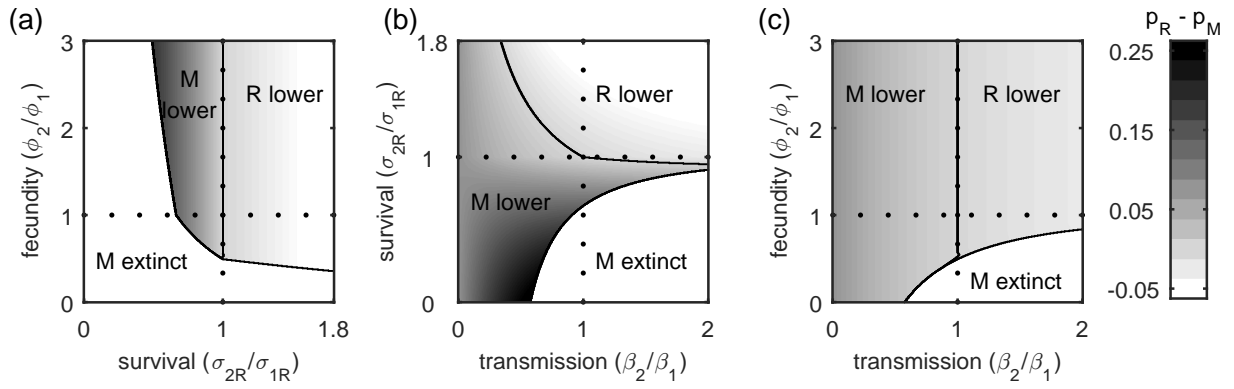 (a)
3
2
1
0
fecundity (ϕ2/ϕ1)
M
lower
R lower
M extinct
0
1
1.8
survival (σ2R/σ1R)
(b)
1.8
1
0
survival (σ2R/σ1R)
R lower
M lower
M extinct
0
1
2
transmission (β2/β1)
(c)
3
2
1
0
fecundity (ϕ2/ϕ1)
M lower
R lower
M extinct
0
1
2
transmission (β2/β1)
pR - pM
0.25
0.15
0.05
-0.05